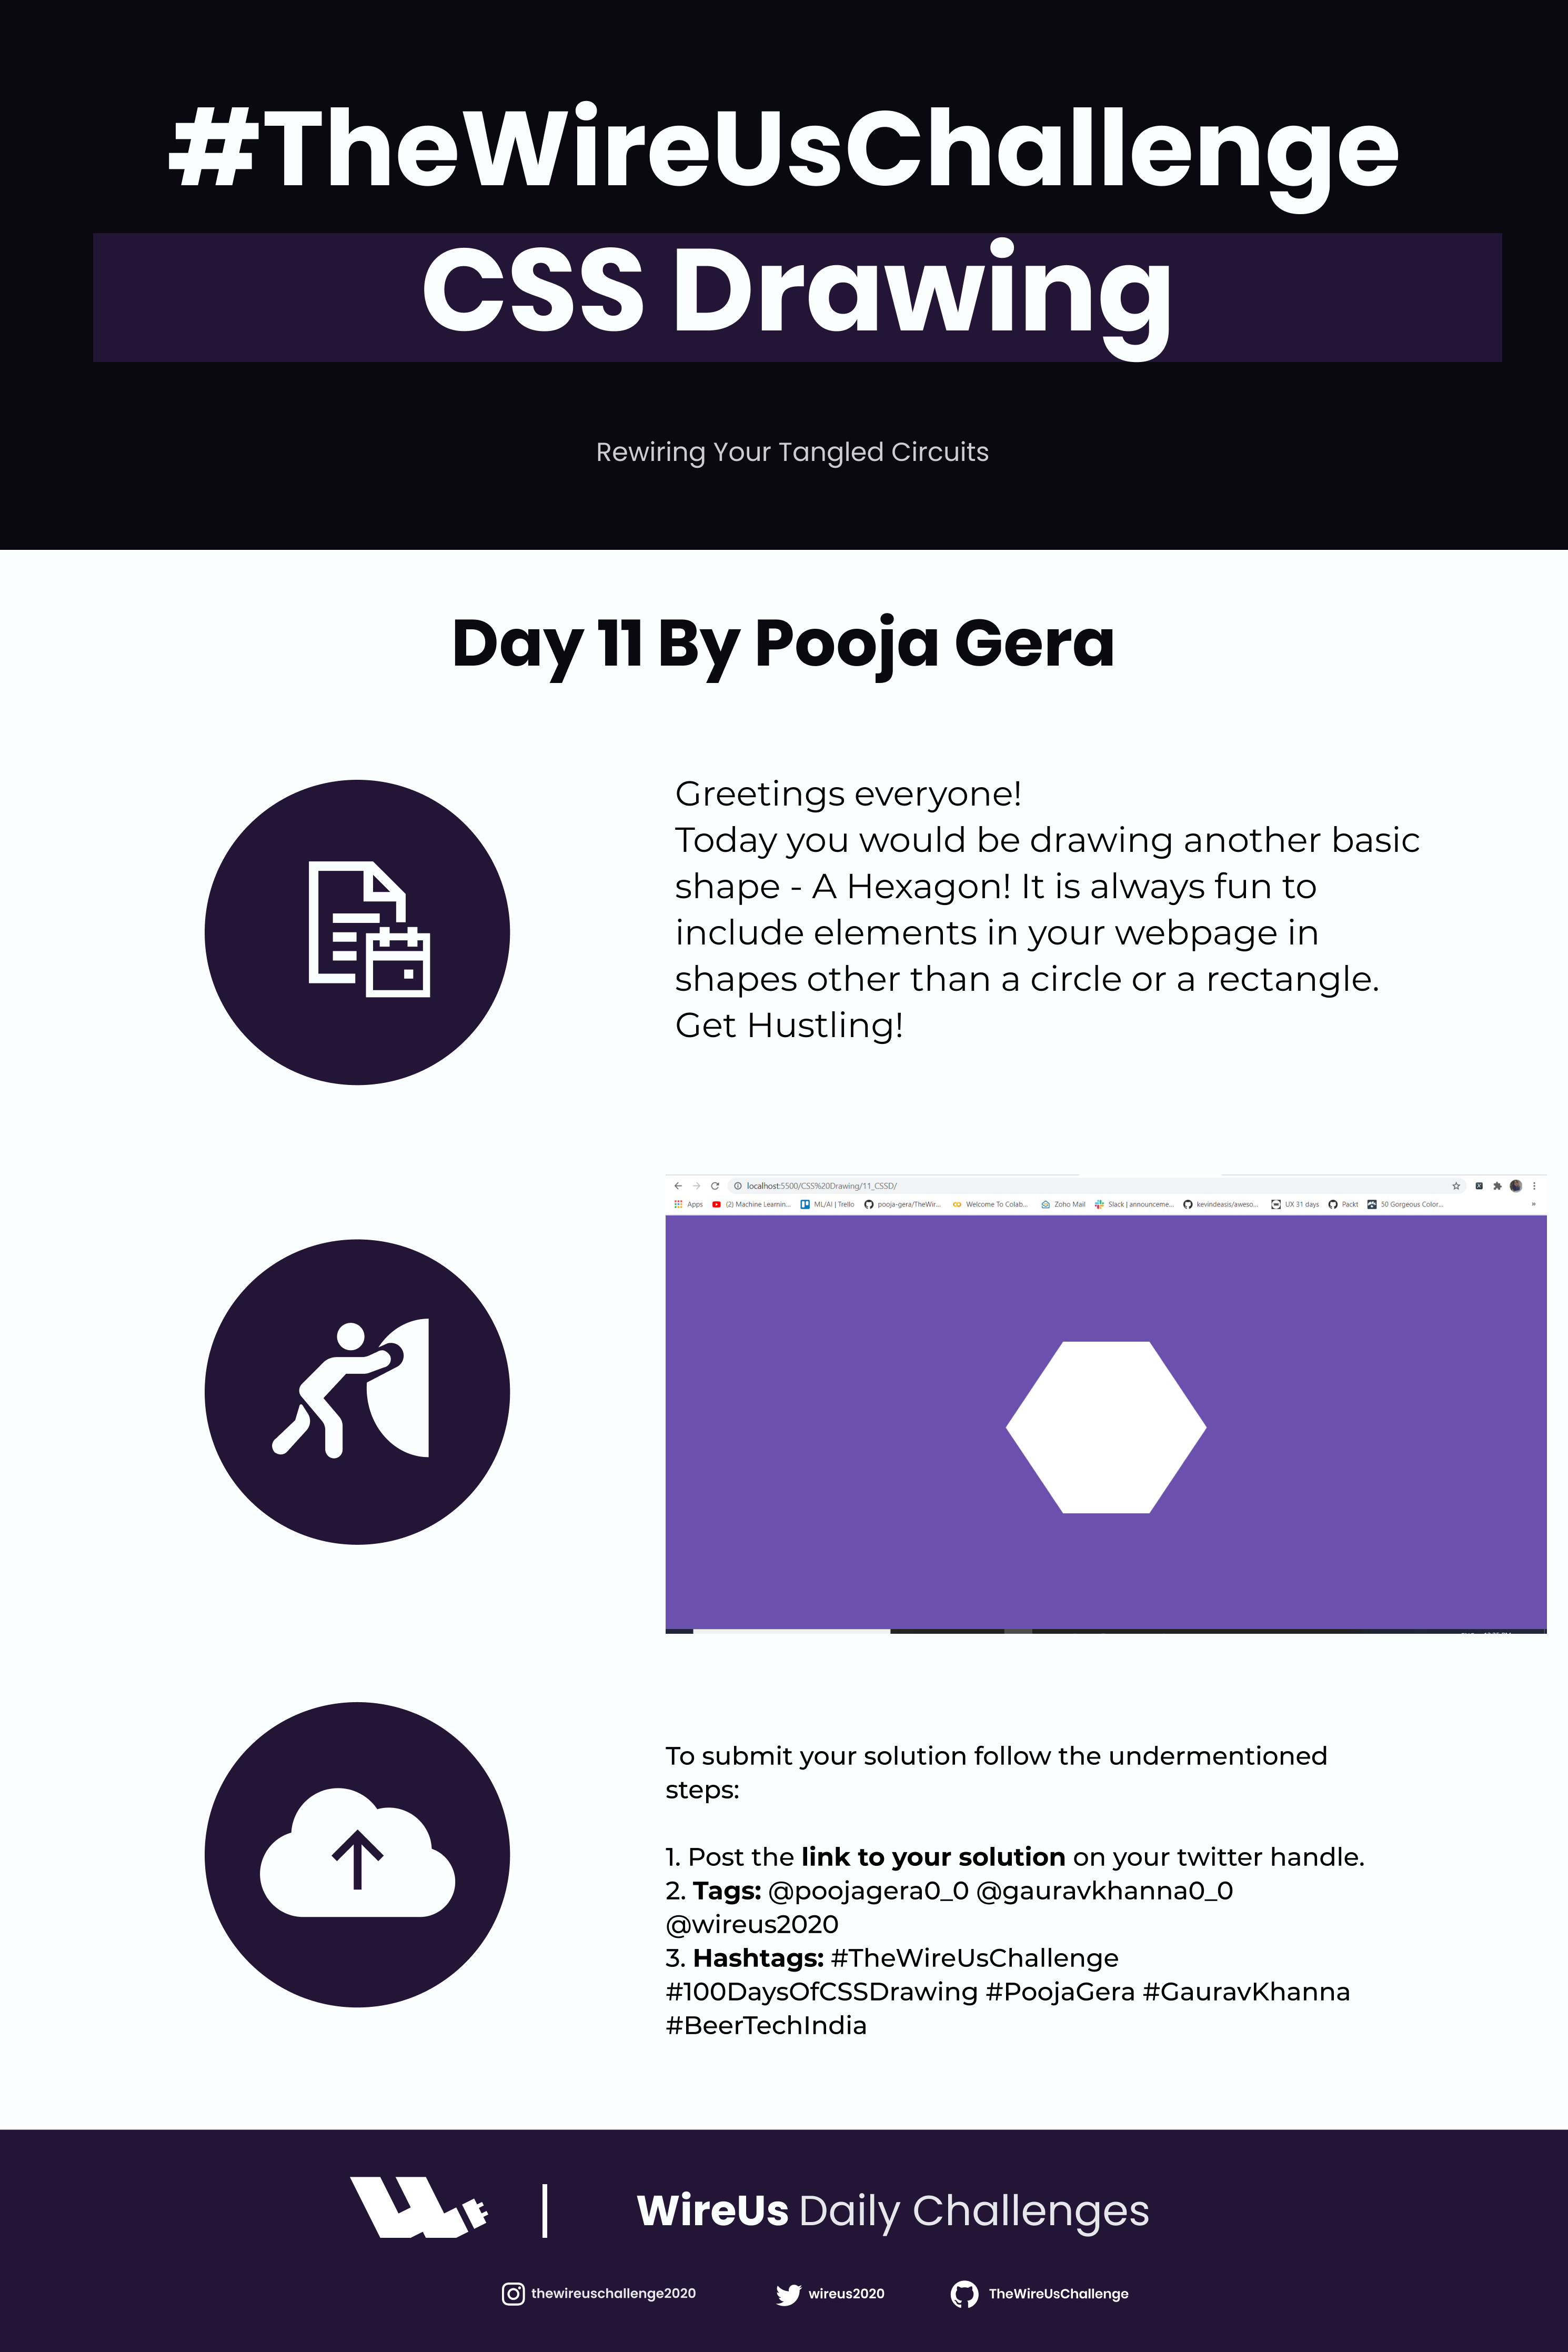 #TheWireUsChallenge
CSS Drawing
Rewiring Your Tangled Circuits
Day 11 By Pooja Gera
Greetings everyone!
Today you would be drawing another basic
shape - A Hexagon! It is always fun to
include elements in your webpage in
shapes other than a circle or a rectangle.
Get Hustling!
localhost:5500/CSS%20Drawing/11_CSSD/
Apps (2) Machine Learnin... ML/AI | Trello pooja-gera/TheWir... Welcome To Colab... Zoho Mail Slack | announceme... kevindeasis/aweso... UX 31 days Packt 50 Gorgeous Color... »
To submit your solution follow the undermentioned
steps:
1. Post the link to your solution on your twitter handle.
2. Tags: @poojagera0_0 @gauravkhanna0_0
@wireus2020
3. Hashtags: #TheWireUsChallenge
#100DaysOfCSSDrawing #PoojaGera #GauravKhanna
#BeerTechIndia
WireUs Daily Challenges
thewireuschallenge2020 wireus2020 TheWireUsChallenge